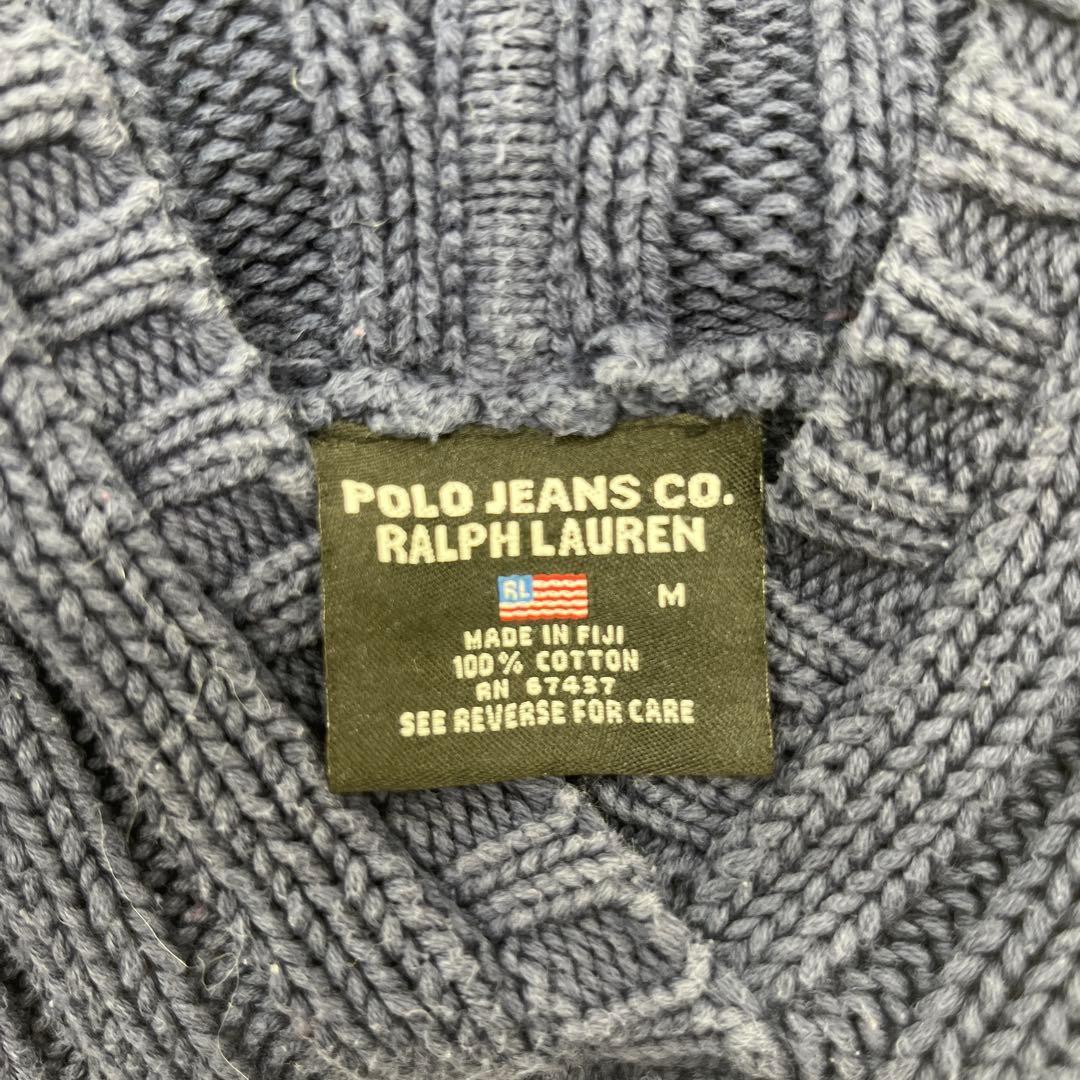 POLO JEANS CO.
RALPH LAUREN
RL
M
MADE IN FIJI
100% COTTON
RN 67437
SEE REVERSE FOR CARE